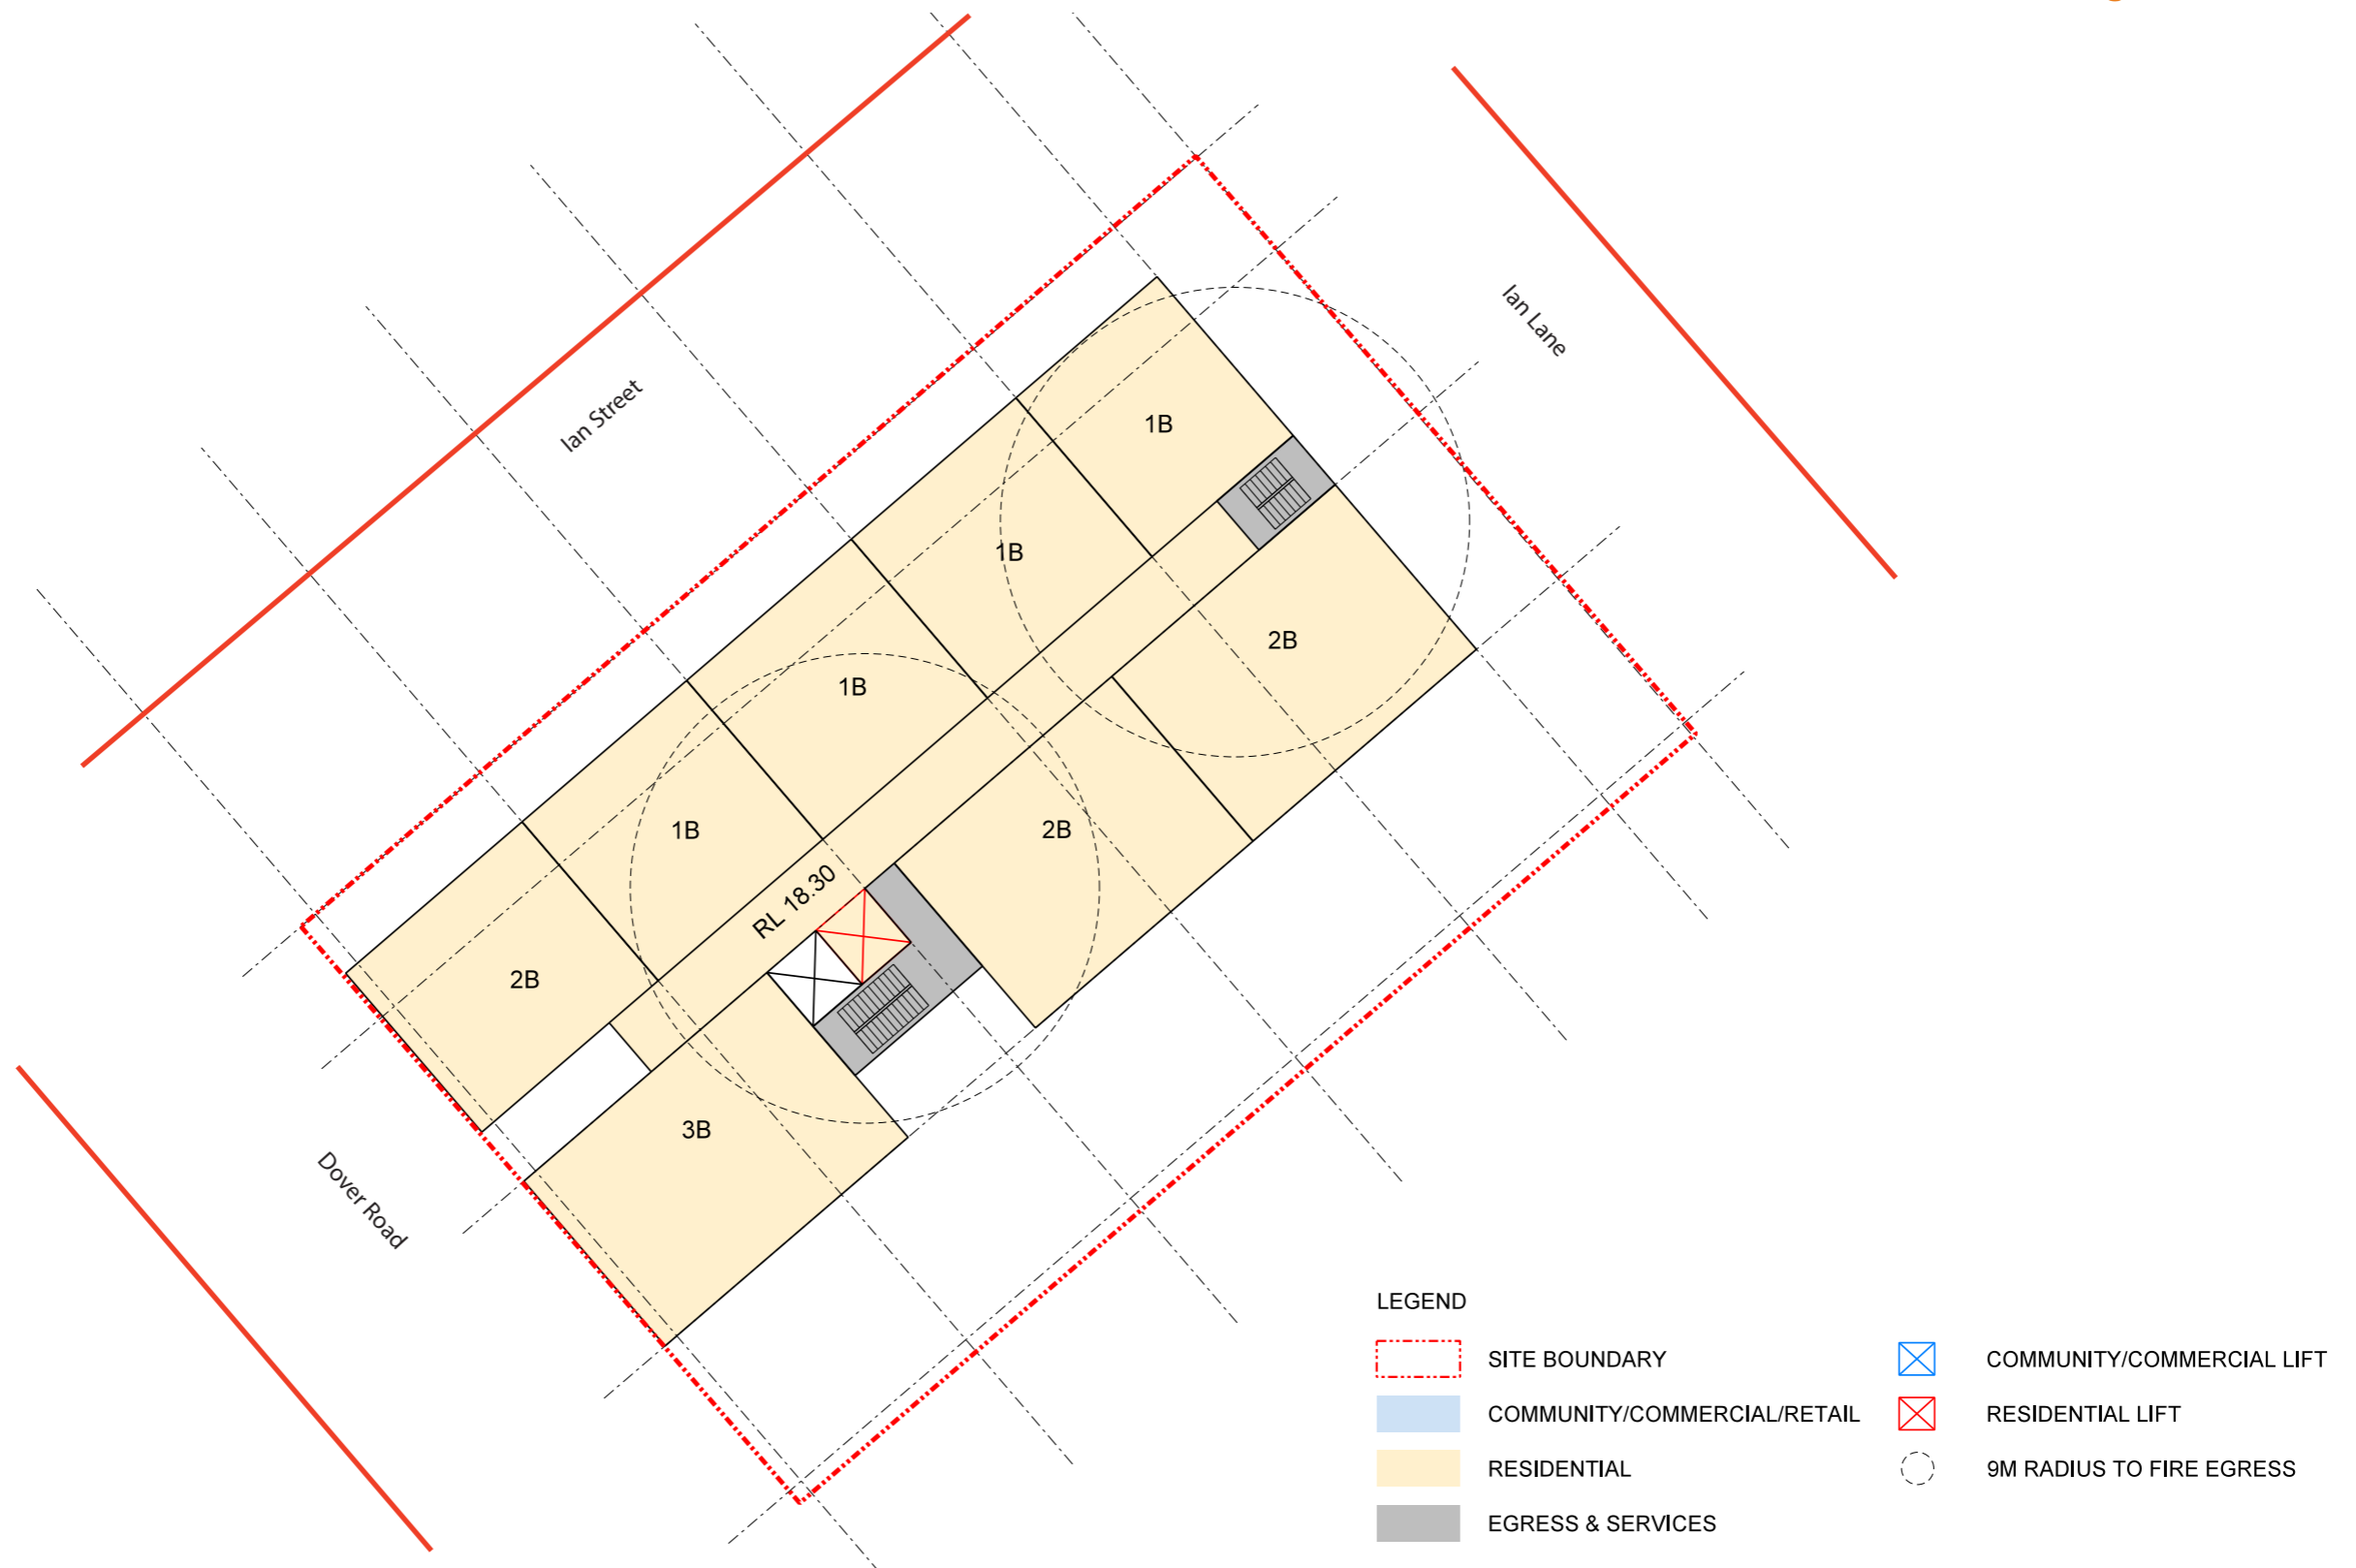 Ian Street
Ian Lane
1B
1B
2B
1B
1B
2B
RL 18.30
2B
3B
Dover Road
LEGEND
SITE BOUNDARY
COMMUNITY/COMMERCIAL LIFT
COMMUNITY/COMMERCIAL/RETAIL
RESIDENTIAL LIFT
RESIDENTIAL
9M RADIUS TO FIRE EGRESS
EGRESS & SERVICES